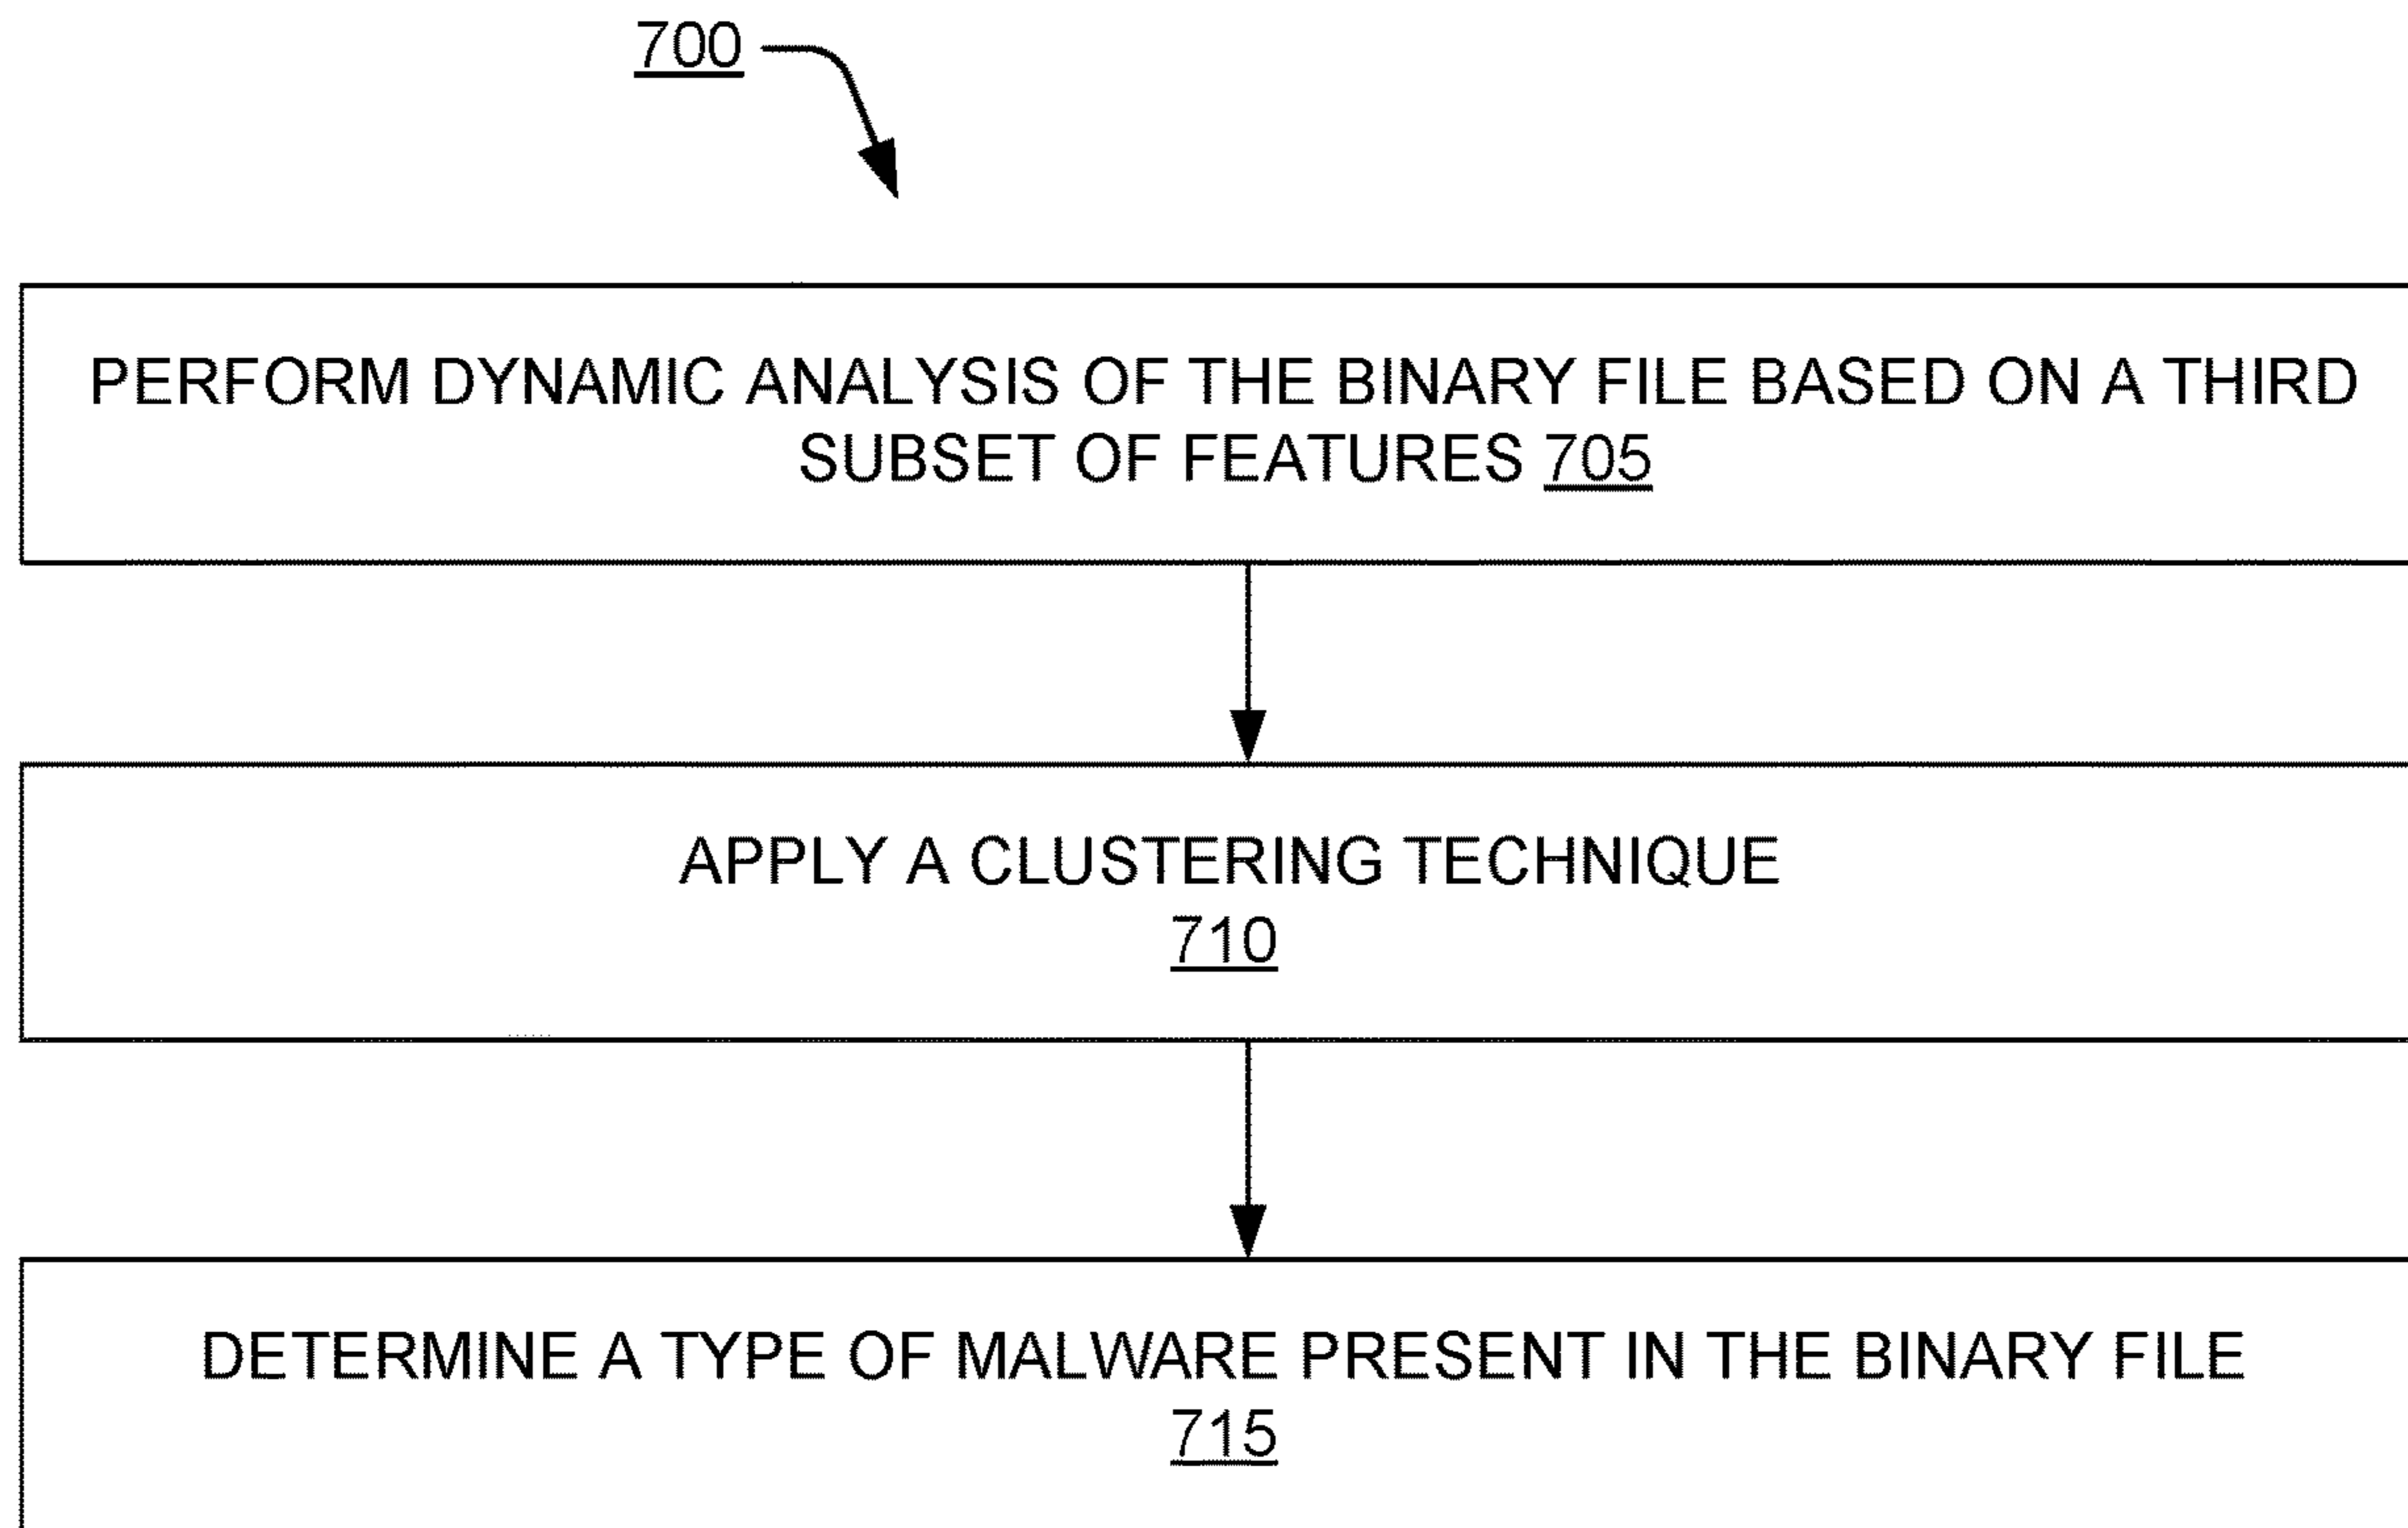 700
PERFORM DYNAMIC ANALYSIS OF THE BINARY FILE BASED ON A THIRD
SUBSET OF FEATURES 705
APPLY A CLUSTERING TECHNIQUE
710
DETERMINE A TYPE OF MALWARE PRESENT IN THE BINARY FILE
715